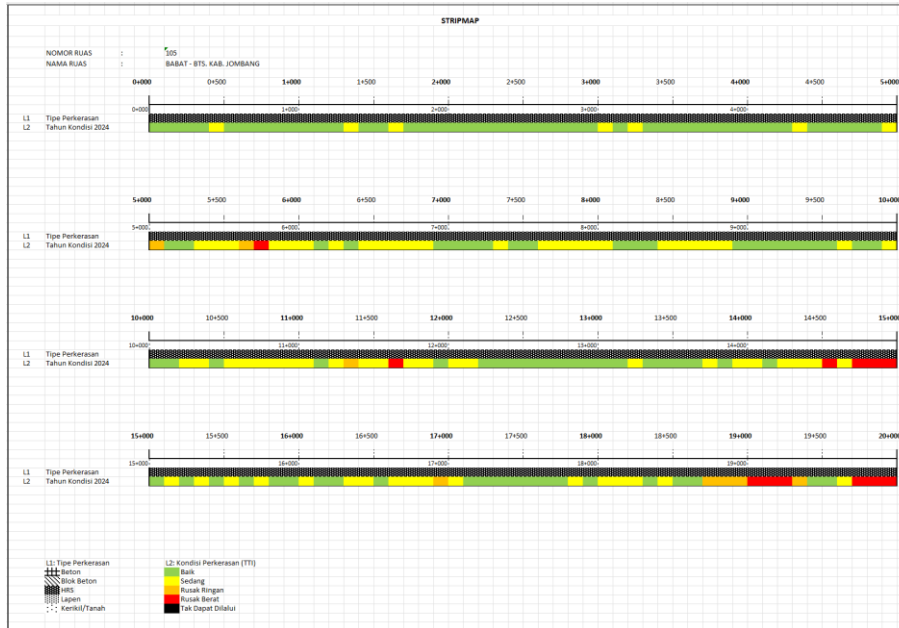 STRIPMAP
NOMOR RUAS : 105
NAMA RUAS : BABAT - BTS. KAB. JOMBANG
0+000 0+500 1+000 1+500 2+000 2+500 3+000 3+500 4+000 4+500 5+000
0+000 1+000 2+000 3+000 4+000
L1 Tipe Perkerasan
L2 Tahun Kondisi 2024
5+000 5+500 6+000 6+500 7+000 7+500 8+000 8+500 9+000 9+500 10+000
5+000 6+000 7+000 8+000 9+000
L1 Tipe Perkerasan
L2 Tahun Kondisi 2024
10+000 10+500 11+000 11+500 12+000 12+500 13+000 13+500 14+000 14+500 15+000
10+000 11+000 12+000 13+000 14+000
L1 Tipe Perkerasan
L2 Tahun Kondisi 2024
15+000 15+500 16+000 16+500 17+000 17+500 18+000 18+500 19+000 19+500 20+000
15+000 16+000 17+000 18+000 19+000
L1 Tipe Perkerasan
L2 Tahun Kondisi 2024
L1: Tipe Perkerasan L2: Kondisi Perkerasan (TTI)
Beton Baik
Blok Beton Sedang
HRS Rusak Ringan
Lapen Rusak Berat
Kerikil/Tanah Tak Dapat Dilalui